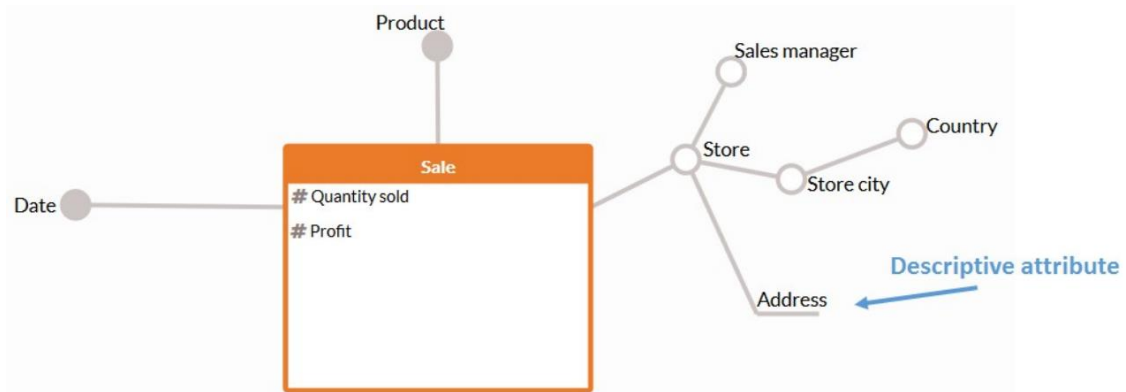 Product
Sales manager
Country
Store
Sale
Store city
# Quantity sold
Date
# Profit
Descriptive attribute
Address